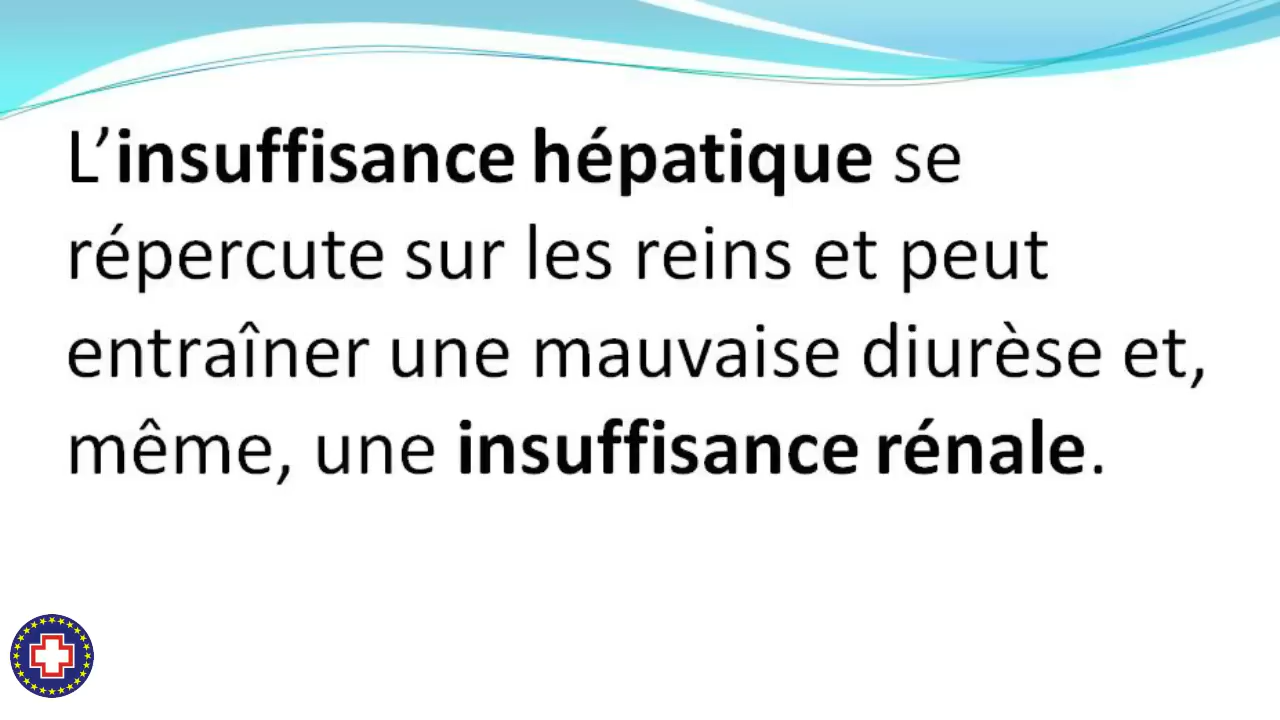 L’insuffisance hépatique se
répercute sur les reins et peut
entraîner une mauvaise diurèse et,
même, une insuffisance rénale.